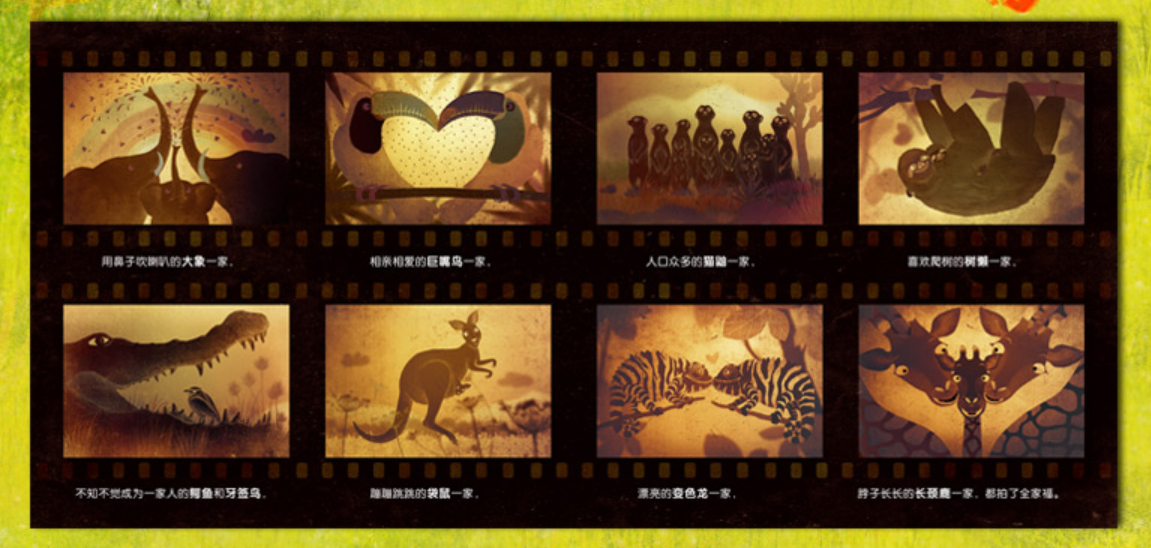 用鼻子吹喇叭的大象一家，
相亲相爱的巨嘴鸟一家，
人口众多的猫鼬一家，
喜欢爬树的树懒一家，
不知不觉成为一家人的鳄鱼和牙签鸟，
蹦蹦跳跳的袋鼠一家，
漂亮的变色龙一家，
脖子长长的长颈鹿一家，都拍了全家福。